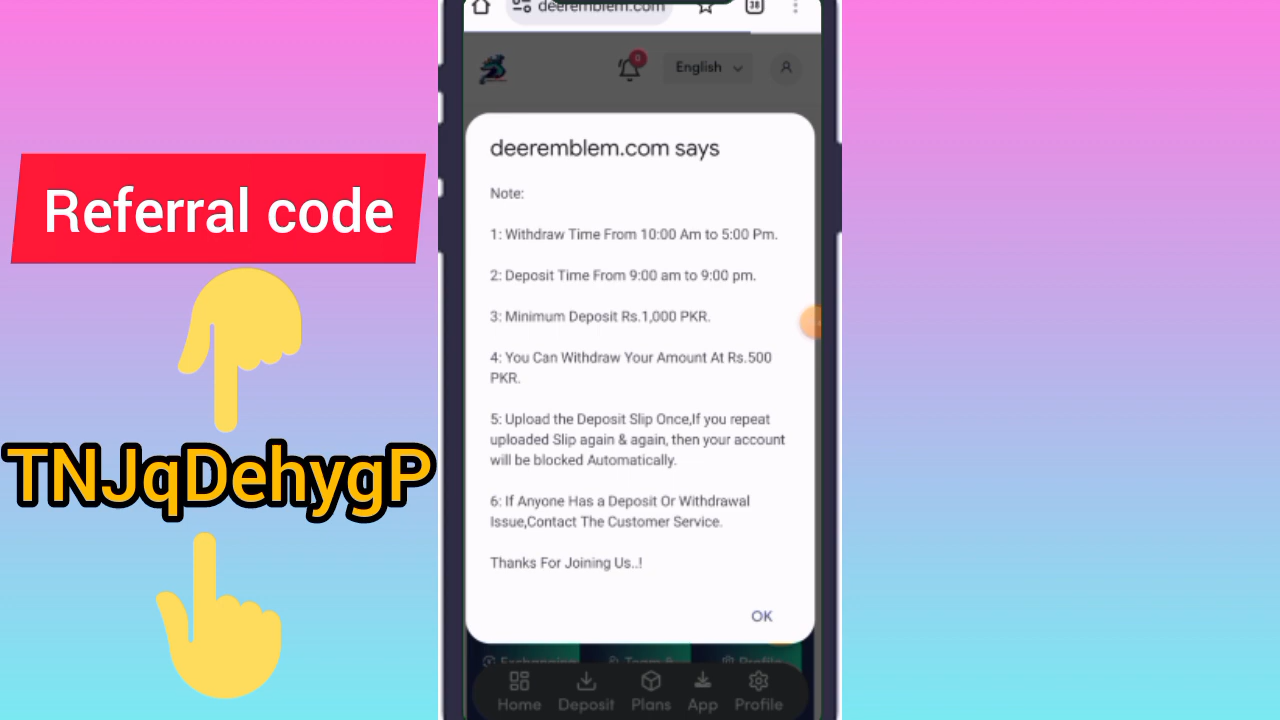 deeremblem.com
38
English
deeremblem.com says
Note:
1: Withdraw Time From 10:00 Am to 5:00 Pm.
2: Deposit Time From 9:00 am to 9:00 pm.
3: Minimum Deposit Rs.1,000 PKR.
4: You Can Withdraw Your Amount At Rs.500
PKR.
5: Upload the Deposit Slip Once,If you repeat
uploaded Slip again & again, then your account
will be blocked Automatically.
6: If Anyone Has a Deposit Or Withdrawal
Issue,Contact The Customer Service.
Thanks For Joining Us..!
OK
Home Deposit Plans App Profile
Referral code
TNJqDehygP